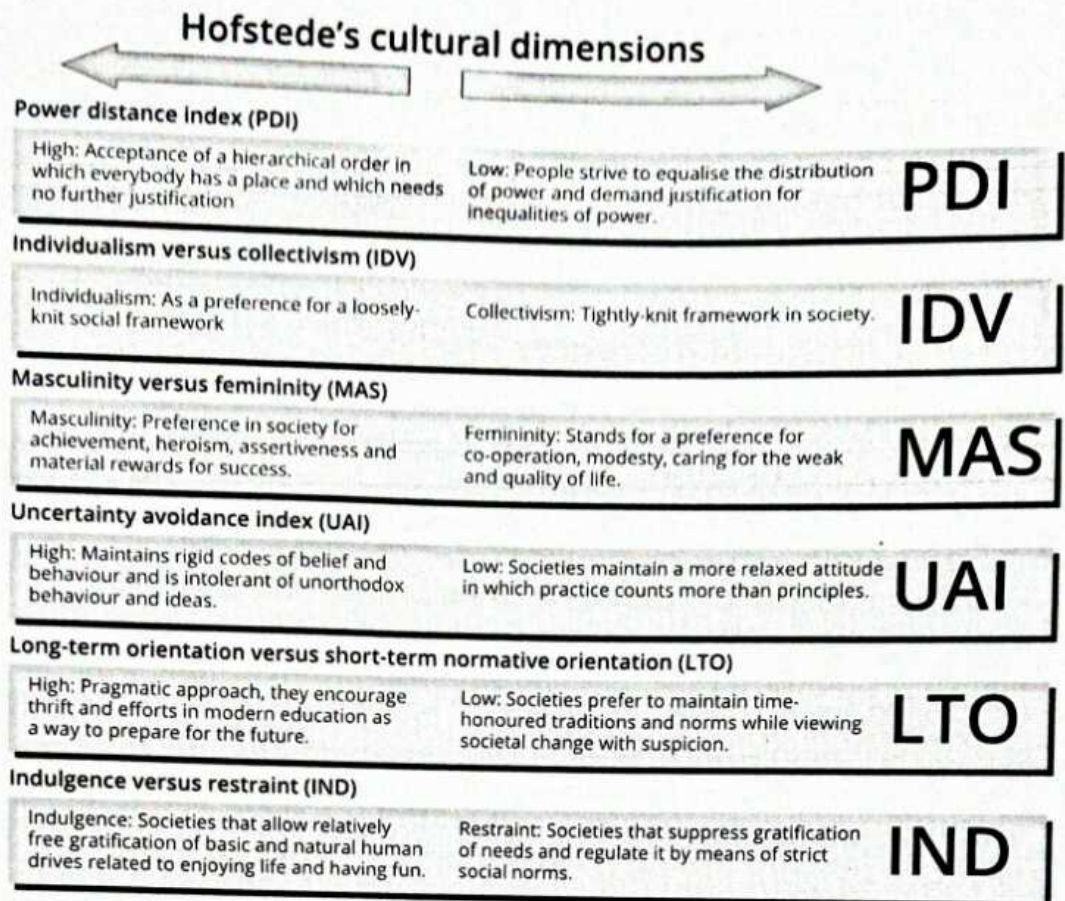 Hofstede's cultural dimensions
Power distance index (PDI)
High: Acceptance of a hierarchical order in
which everybody has a place and which needs
no further justification
Low: People strive to equalise the distribution
of power and demand justification for
inequalities of power.
PDI
Individualism versus collectivism (IDV)
Individualism: As a preference for a loosely-
knit social framework
Collectivism: Tightly-knit framework in society.
IDV
Masculinity versus femininity (MAS)
Masculinity: Preference in society for
achievement, heroism, assertiveness and
material rewards for success.
Femininity: Stands for a preference for
co-operation, modesty, caring for the weak
and quality of life.
MAS
Uncertainty avoidance index (UAI)
High: Maintains rigid codes of belief and
behaviour and is intolerant of unorthodox
behaviour and ideas.
Low: Societies maintain a more relaxed attitude
in which practice counts more than principles.
UAI
Long-term orientation versus short-term normative orientation (LTO)
High: Pragmatic approach, they encourage
thrift and efforts in modern education as
a way to prepare for the future.
Low: Societies prefer to maintain time-
honoured traditions and norms while viewing
societal change with suspicion.
LTO
Indulgence versus restraint (IND)
Indulgence: Societies that allow relatively
free gratification of basic and natural human
drives related to enjoying life and having fun.
Restraint: Societies that suppress gratification
of needs and regulate it by means of strict
social norms.
IND